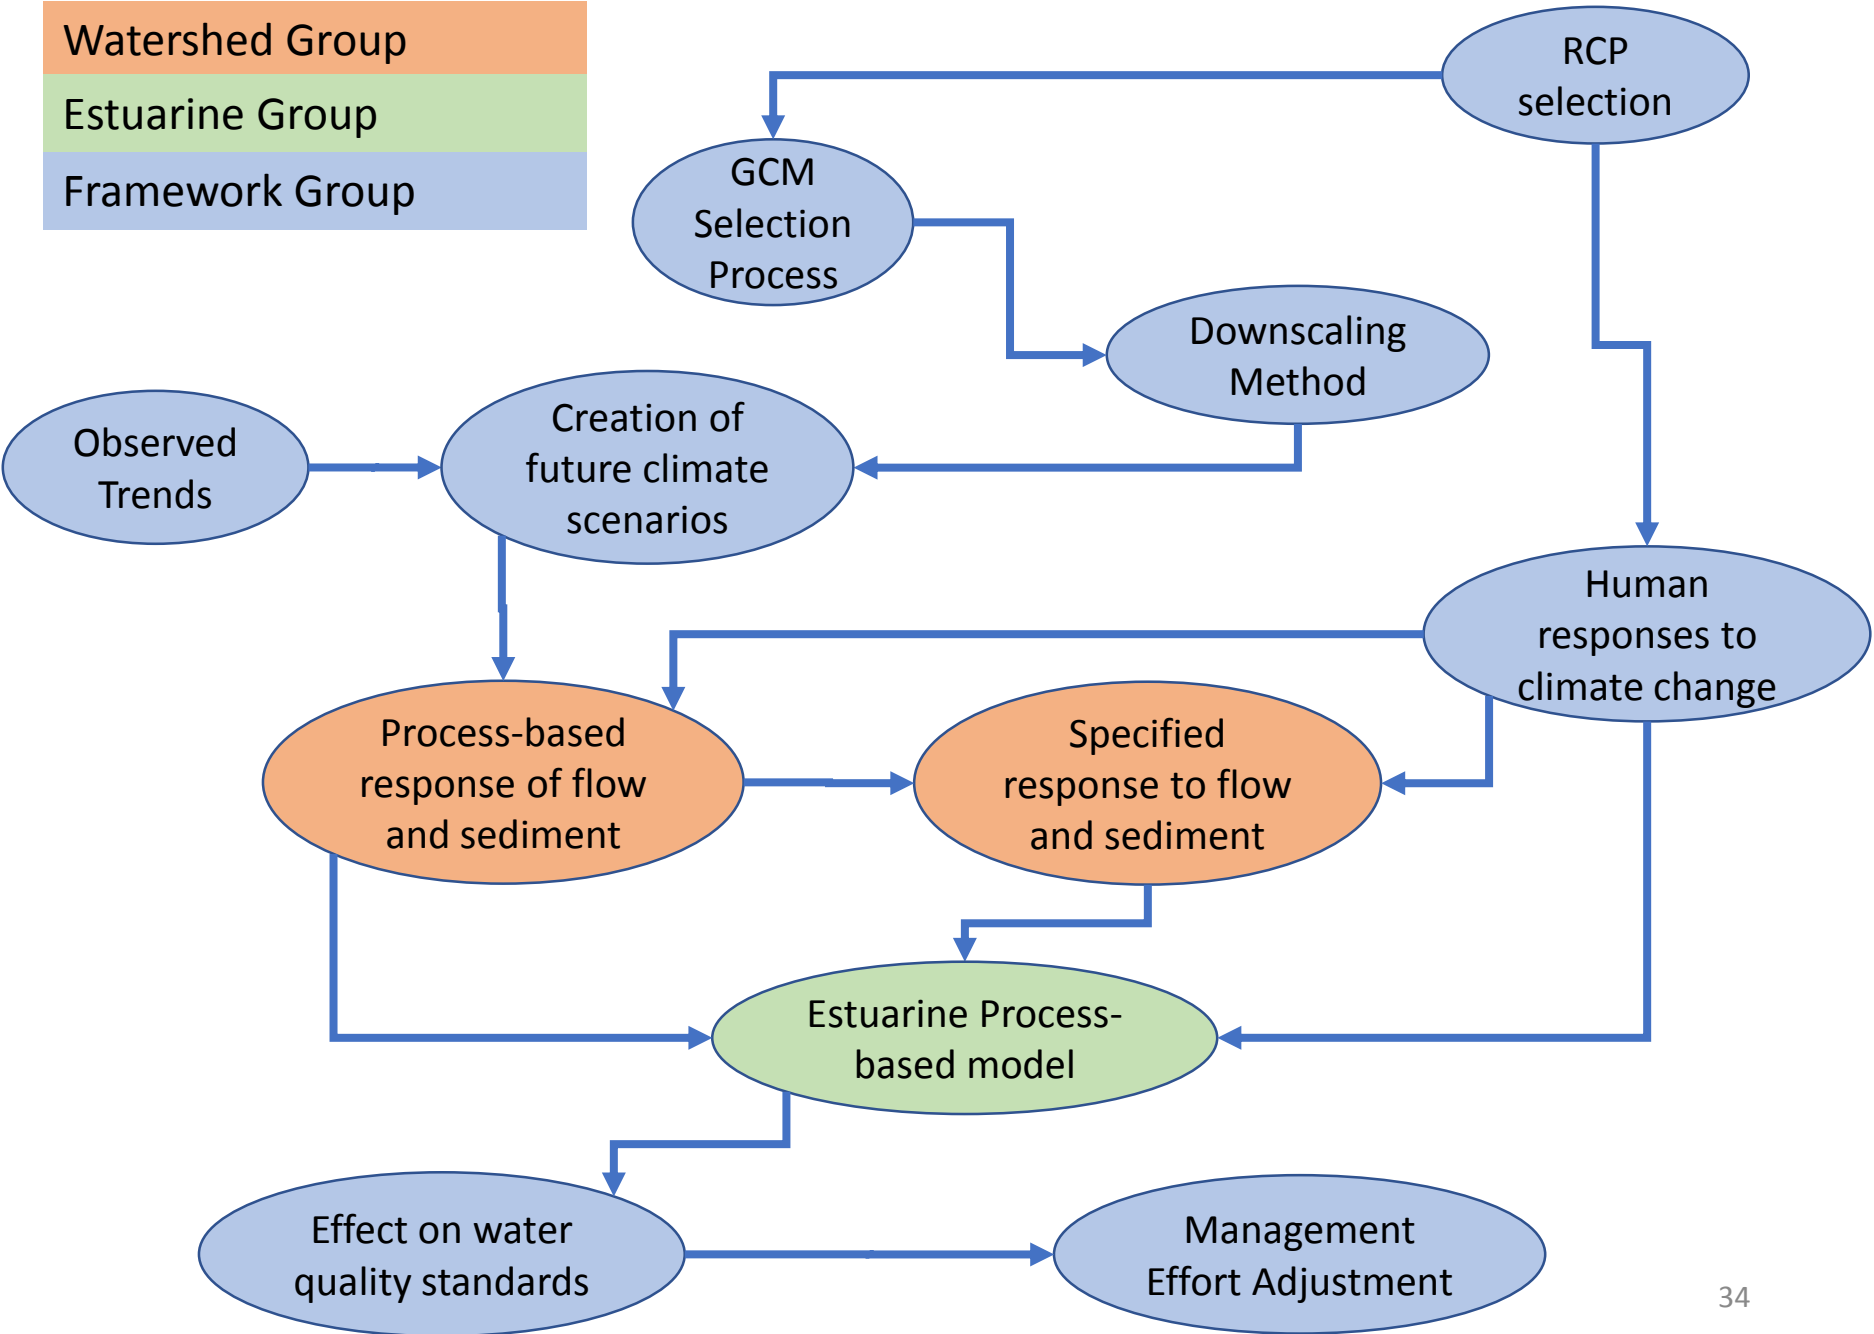 Watershed Group
Estuarine Group
Framework Group
RCP
selection
GCM
Selection
Process
Downscaling
Method
Observed
Trends
Creation of
future climate
scenarios
Human
responses to
climate change
Process-based
response of flow
and sediment
Specified
response to flow
and sediment
Estuarine Process-
based model
Effect on water
quality standards
Management
Effort Adjustment
34